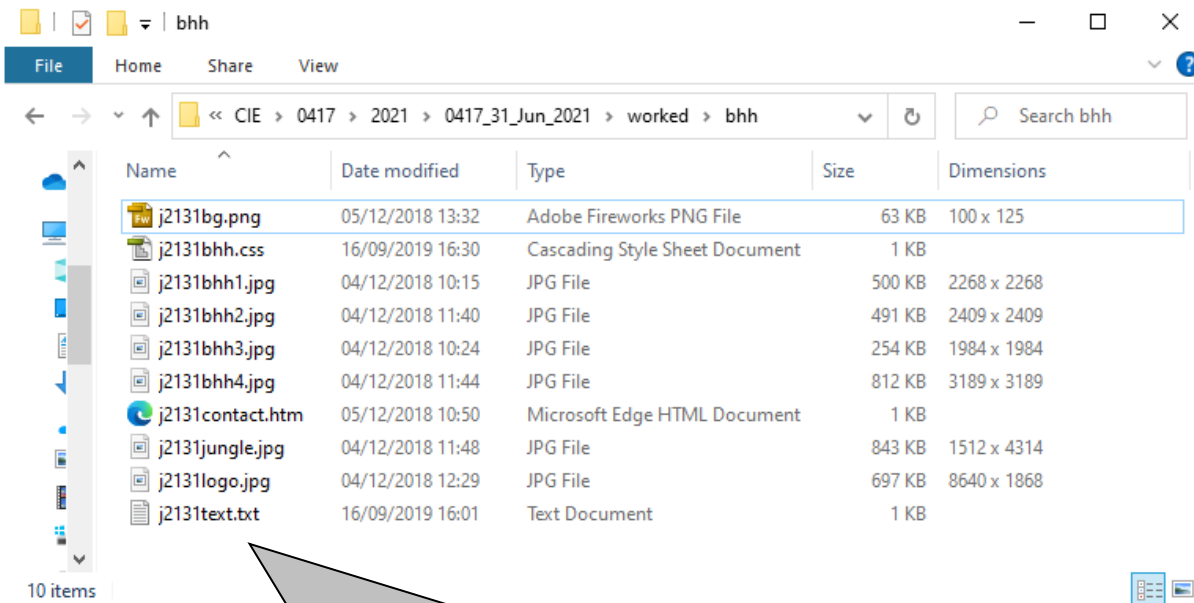 bhh
File Home Share View
« CIE > 0417 > 2021 > 0417_31_Jun_2021 > worked > bhh
Search bhh
Name Date modified Type Size Dimensions
j2131bg.png 05/12/2018 13:32 Adobe Fireworks PNG File 63 KB 100 x 125
j2131bhh.css 16/09/2019 16:30 Cascading Style Sheet Document 1 KB
j2131bhh1.jpg 04/12/2018 10:15 JPG File 500 KB 2268 x 2268
j2131bhh2.jpg 04/12/2018 11:40 JPG File 491 KB 2409 x 2409
j2131bhh3.jpg 04/12/2018 10:24 JPG File 254 KB 1984 x 1984
j2131bhh4.jpg 04/12/2018 11:44 JPG File 812 KB 3189 x 3189
j2131contact.htm 05/12/2018 10:50 Microsoft Edge HTML Document 1 KB
j2131jungle.jpg 04/12/2018 11:48 JPG File 843 KB 1512 x 4314
j2131logo.jpg 04/12/2018 12:29 JPG File 697 KB 8640 x 1868
j2131text.txt 16/09/2019 16:01 Text Document 1 KB
10 items